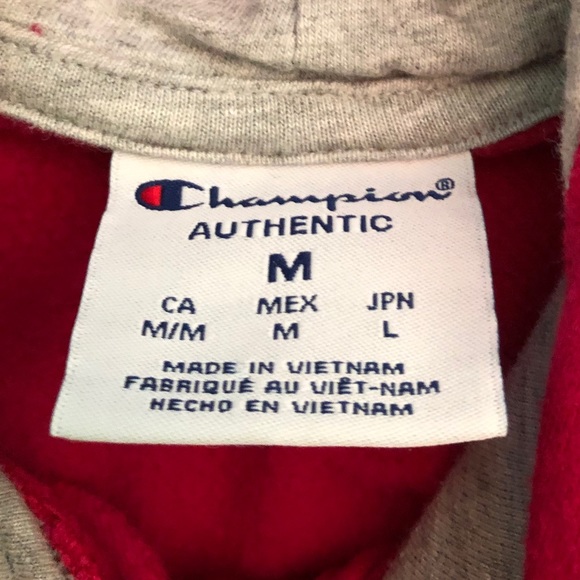 Champion®
AUTHENTIC
M
CA MEX JPN
M/M M L
MADE IN VIETNAM
FABRIQUÉ AU VIÊT-NAM
HECHO EN VIETNAM